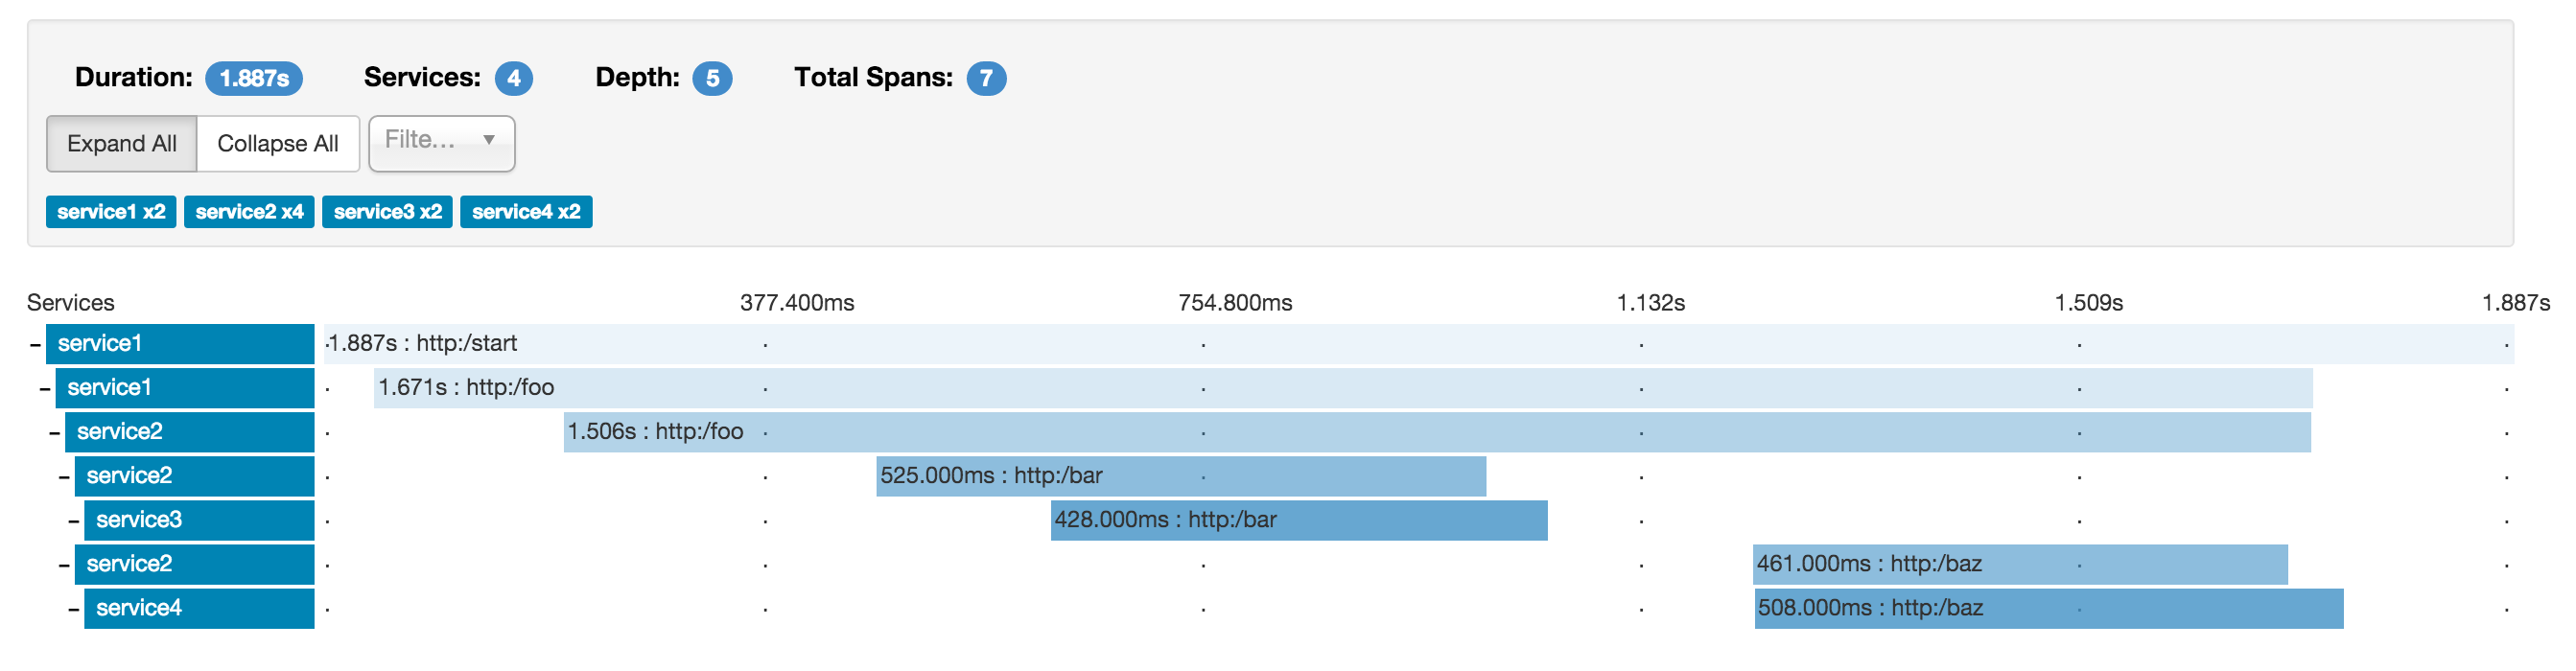 Duration: 1.887s Services: 4 Depth: 5 Total Spans: 7
Expand All Collapse All Filte...
service1 x2 service2 x4 service3 x2 service4 x2
Services 377.400ms 754.800ms 1.132s 1.509s 1.887s
service1 1.887s : http:/start
service1 1.671s : http:/foo
service2 1.506s : http:/foo
service2 525.000ms : http:/bar
service3 428.000ms : http:/bar
service2 461.000ms : http:/baz
service4 508.000ms : http:/baz